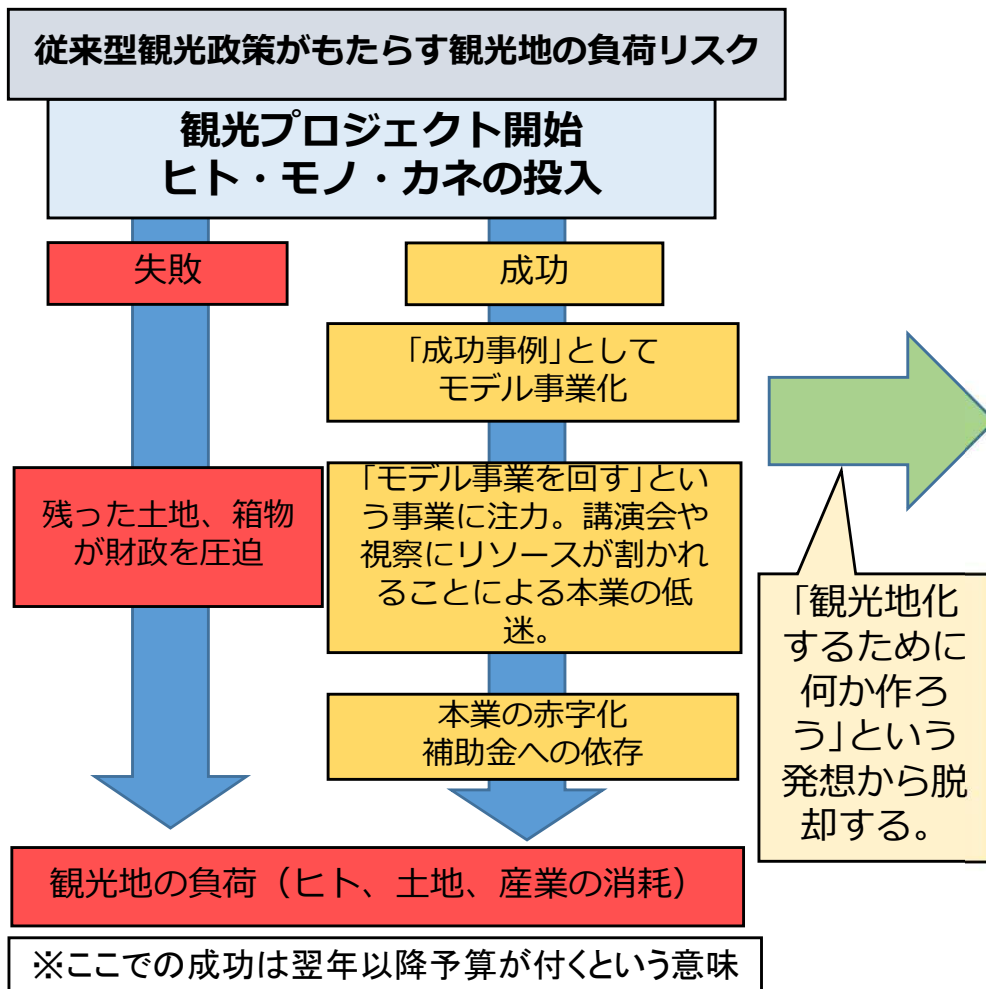 従来型観光政策がもたらす観光地の負荷リスク
観光プロジェクト開始
ヒト・モノ・カネの投入
失敗
成功
「成功事例」として
モデル事業化
残った土地、箱物
が財政を圧迫
「モデル事業を回す」とい
う事業に注力。講演会や
視察にリソースが割かれ
ることによる本業の低
迷。
本業の赤字化
補助金への依存
「観光地化
するために
何か作ろ
う」という
発想から脱
却する。
観光地の負荷（ヒト、土地、産業の消耗）
※ここでの成功は翌年以降予算が付くという意味